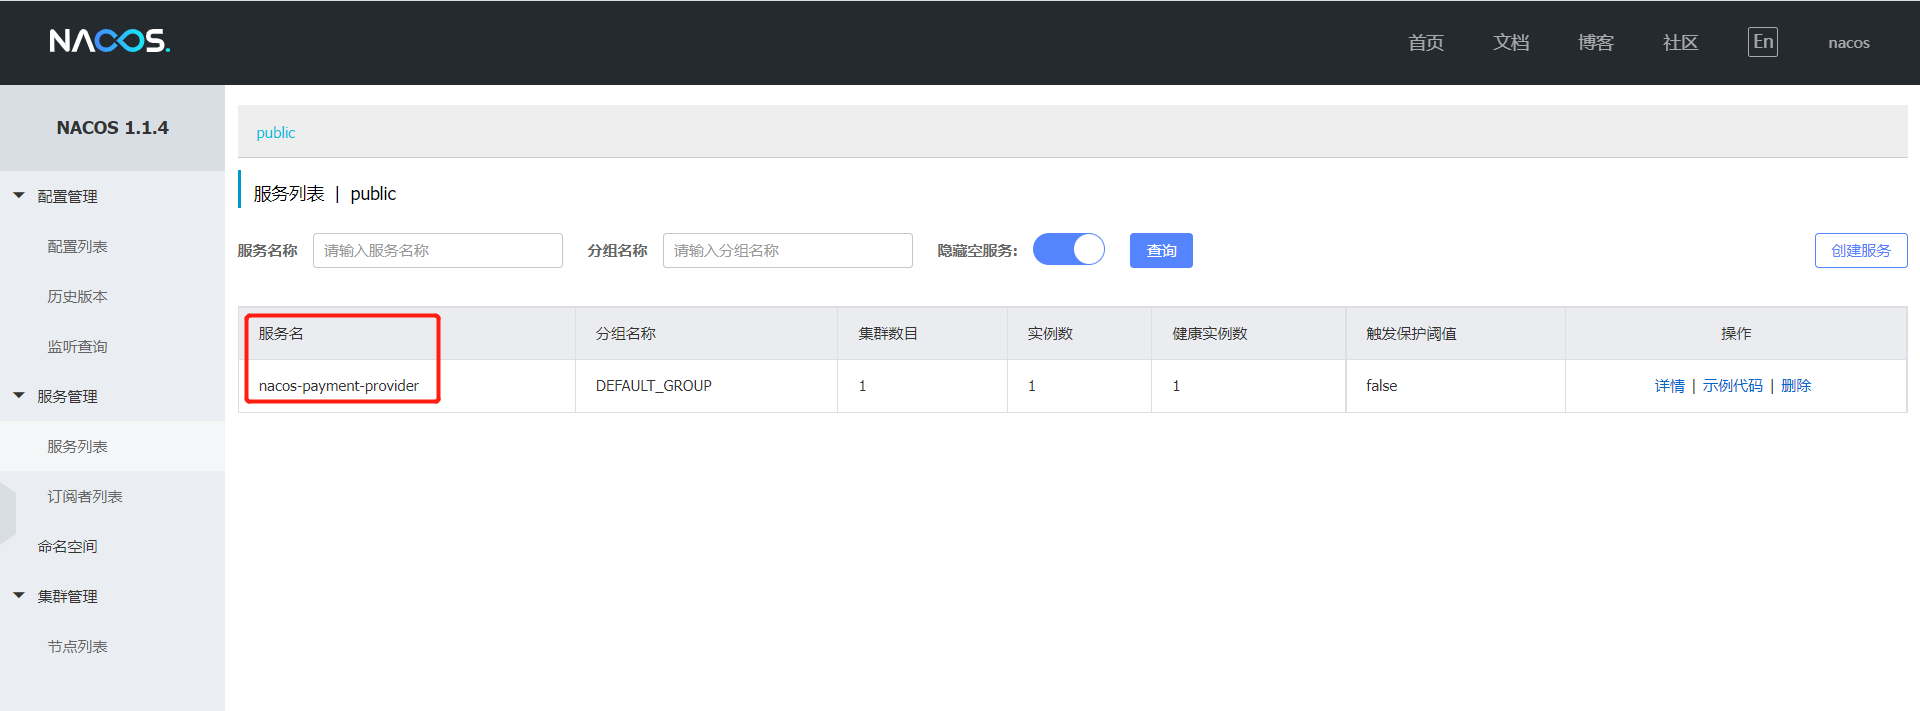 NACOS.
首页 文档 博客 社区 En nacos
NACOS 1.1.4
配置管理
配置列表
历史版本
监听查询
服务管理
服务列表
订阅者列表
命名空间
集群管理
节点列表
public
服务列表 | public
服务名称 请输入服务名称 分组名称 请输入分组名称 隐藏空服务: 查询 创建服务
服务名 分组名称 集群数目 实例数 健康实例数 触发保护阈值 操作
nacos-payment-provider DEFAULT_GROUP 1 1 1 false 详情 | 示例代码 | 删除